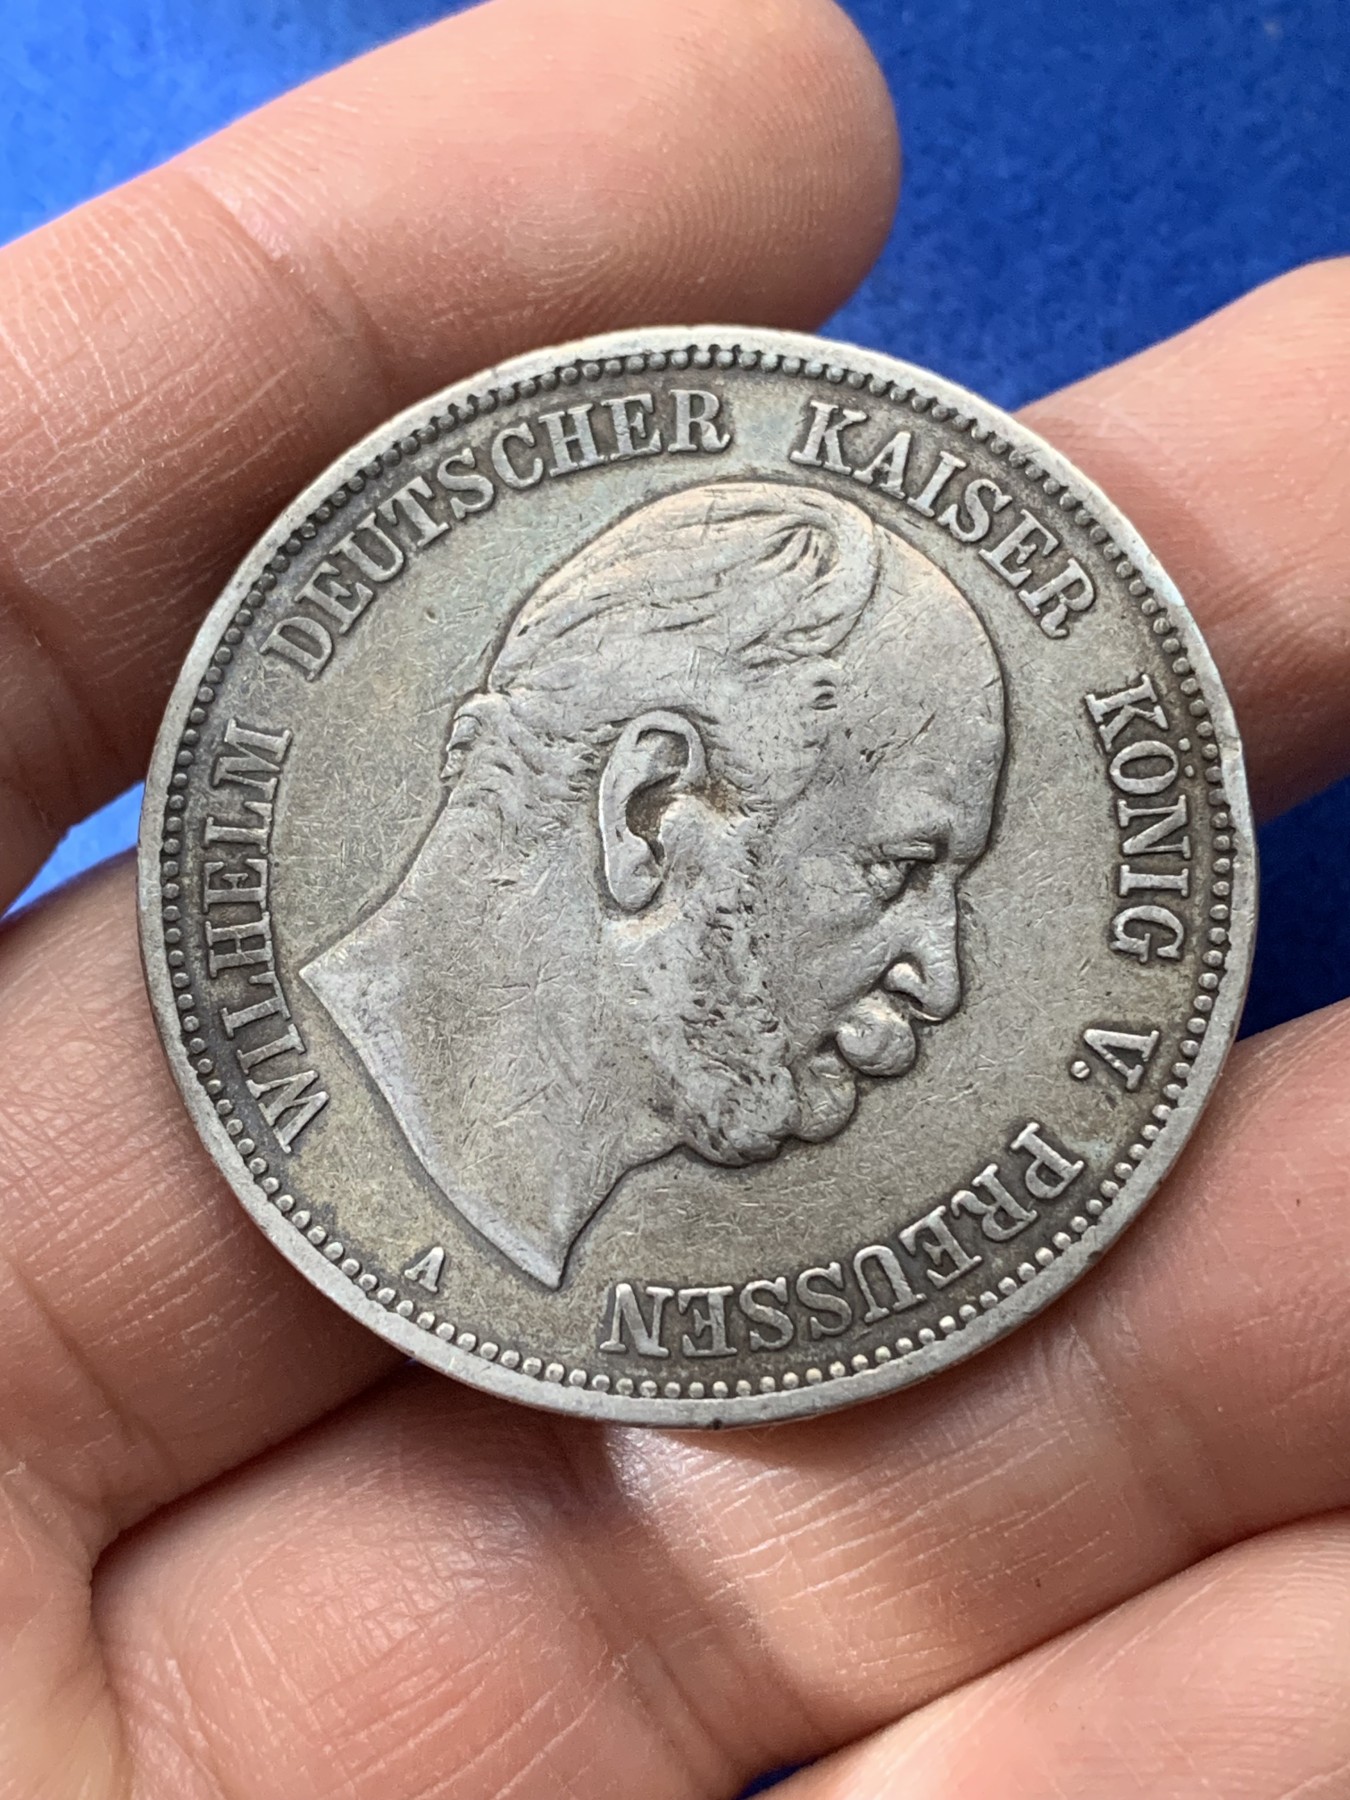 WILHELM DEUTSCHER KAISER KÖNIG V. PREUSSEN
A